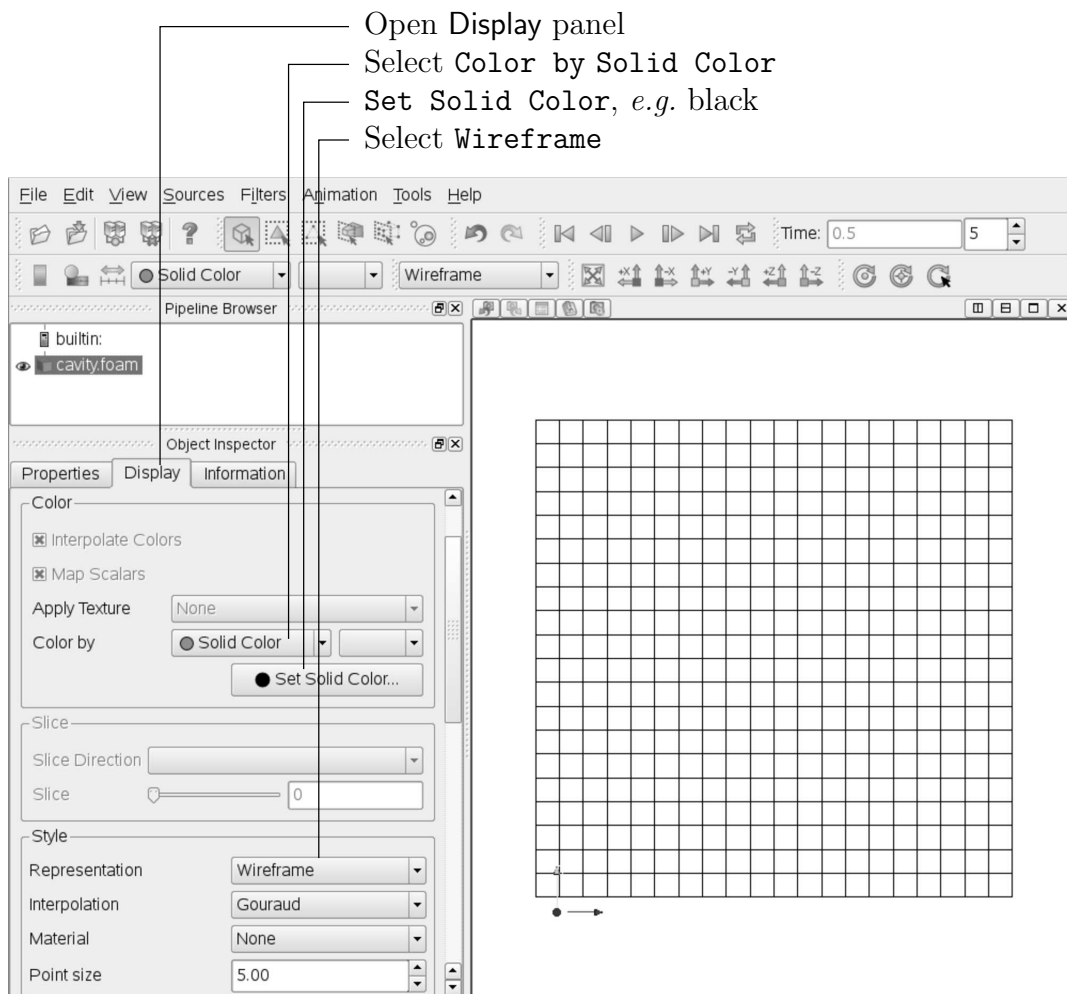 Open Display panel
Select Color by Solid Color
Set Solid Color, e.g. black
Select Wireframe
File Edit View Sources Filters Animation Tools Help
Time: 0.5 5
Solid Color Wireframe
+X -X +Y -Y +Z -Z
Pipeline Browser
builtin:
cavity.foam
Object Inspector
Properties Display Information
Color
Interpolate Colors
Map Scalars
Apply Texture None
Color by Solid Color
Set Solid Color...
Slice
Slice Direction
Slice 0
Style
Representation Wireframe
Interpolation Gouraud
Material None
Point size 5.00